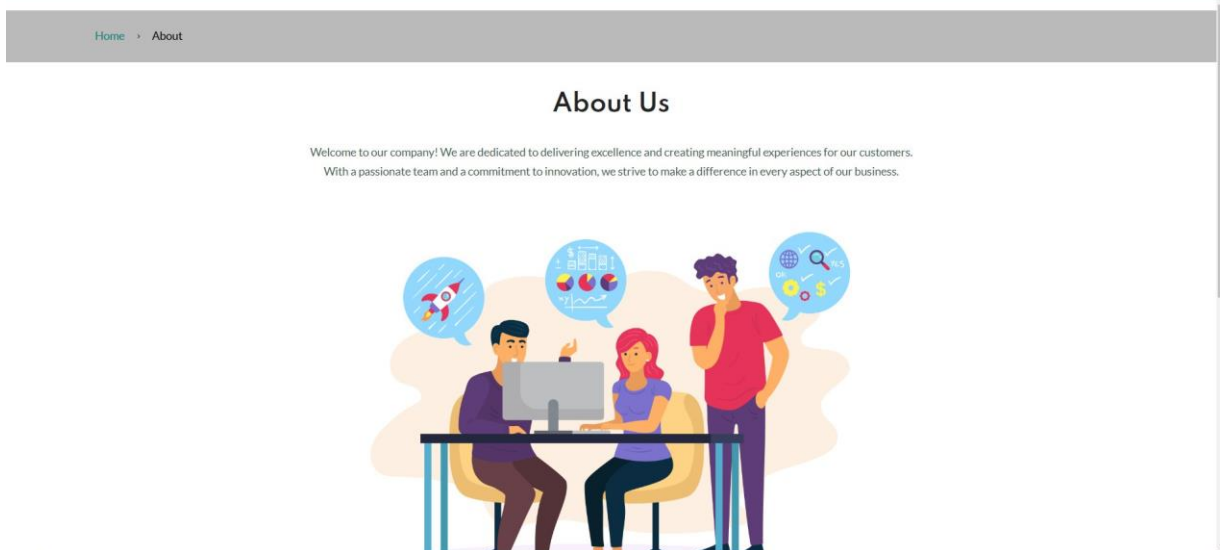 Home › About
About Us
Welcome to our company! We are dedicated to delivering excellence and creating meaningful experiences for our customers.
With a passionate team and a commitment to innovation, we strive to make a difference in every aspect of our business.
$
YES
OK
$